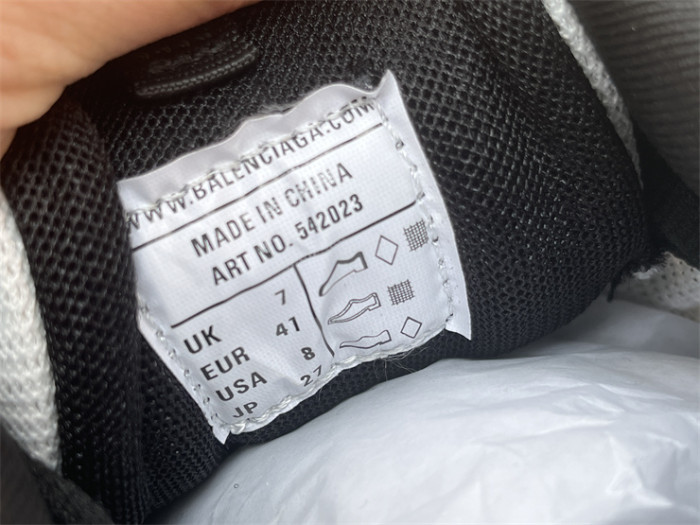 WWW.BALENCIAGA.COM
MADE IN CHINA
ART NO. 542023
UK 7
EUR 41
USA 8
JP 27